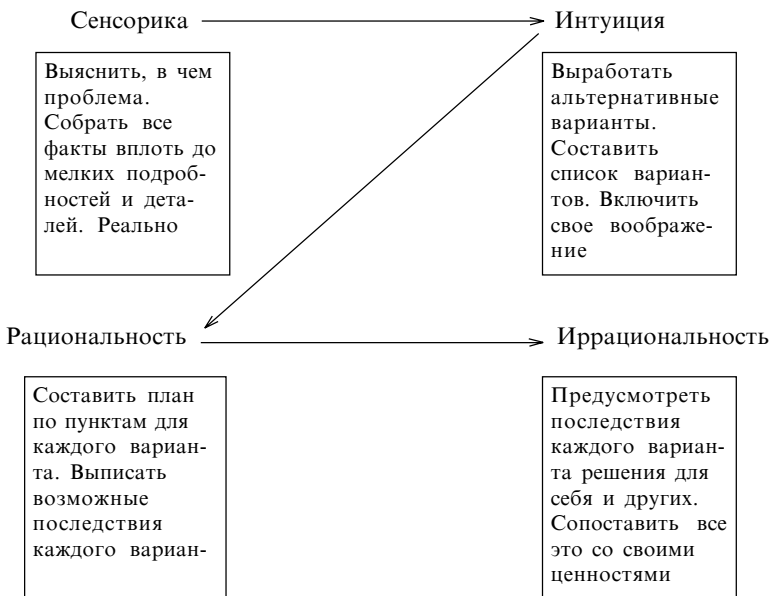 Сенсорика
Интуиция
Выяснить, в чем
проблема.
Собрать все
факты вплоть до
мелких подроб-
ностей и дета-
лей. Реально
Выработать
альтернативные
варианты.
Составить
список вариан-
тов. Включить
свое воображе-
ние
Рациональность
Иррациональность
Составить план
по пунктам для
каждого вариан-
та. Выписать
возможные
последствия
каждого вариан-
Предусмотреть
последствия
каждого вариан-
та решения для
себя и других.
Сопоставить все
это со своими
ценностями